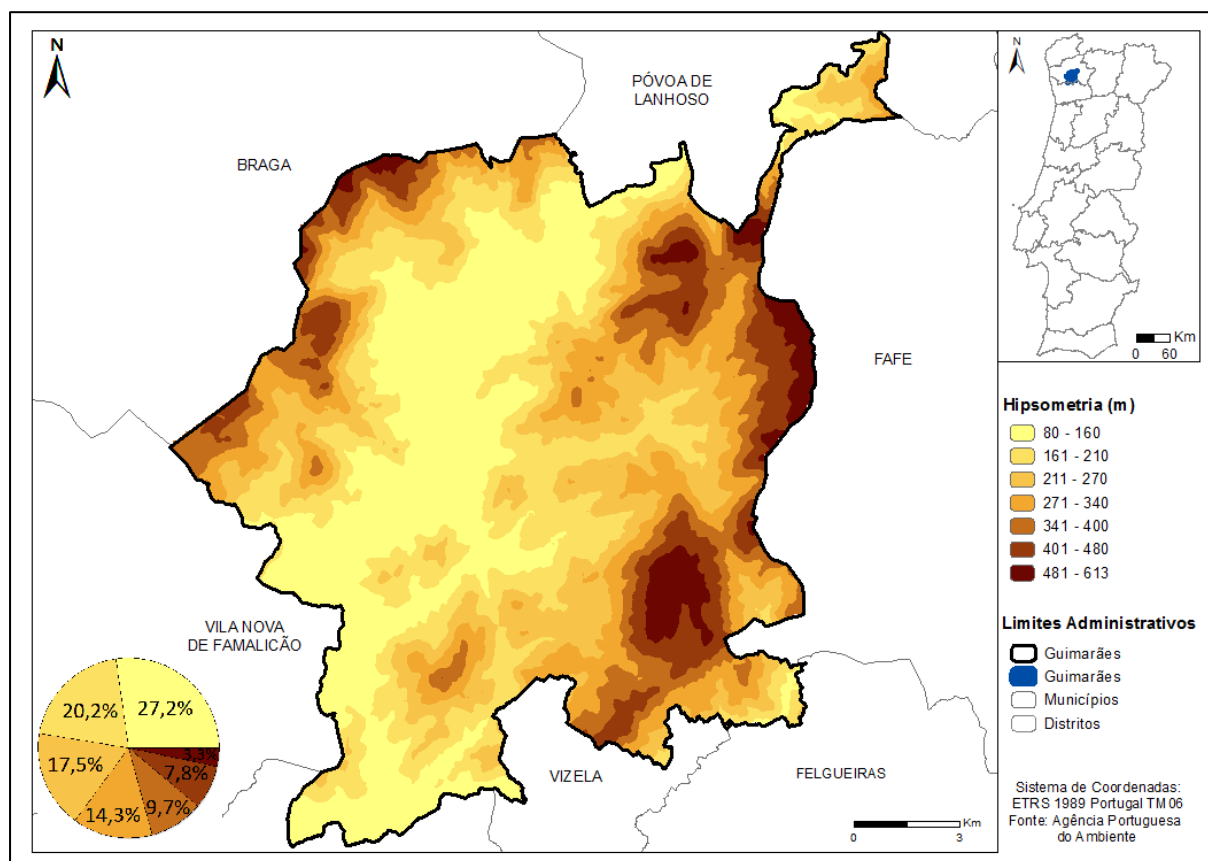 N
PÓVOA DE
LANHOSO
BRAGA
FAFE
VILA NOVA
DE FAMALICÃO
VIZELA
FELGUEIRAS
27,2%
20,2%
17,5%
14,3%
9,7%
7,8%
3,3%
Km
0 3
N
Km
0 60
Hipsometria (m)
80 - 160
161 - 210
211 - 270
271 - 340
341 - 400
401 - 480
481 - 613
Limites Administrativos
Guimarães
Guimarães
Municípios
Distritos
Sistema de Coordenadas:
ETRS 1989 Portugal TM06
Fonte: Agência Portuguesa
do Ambiente